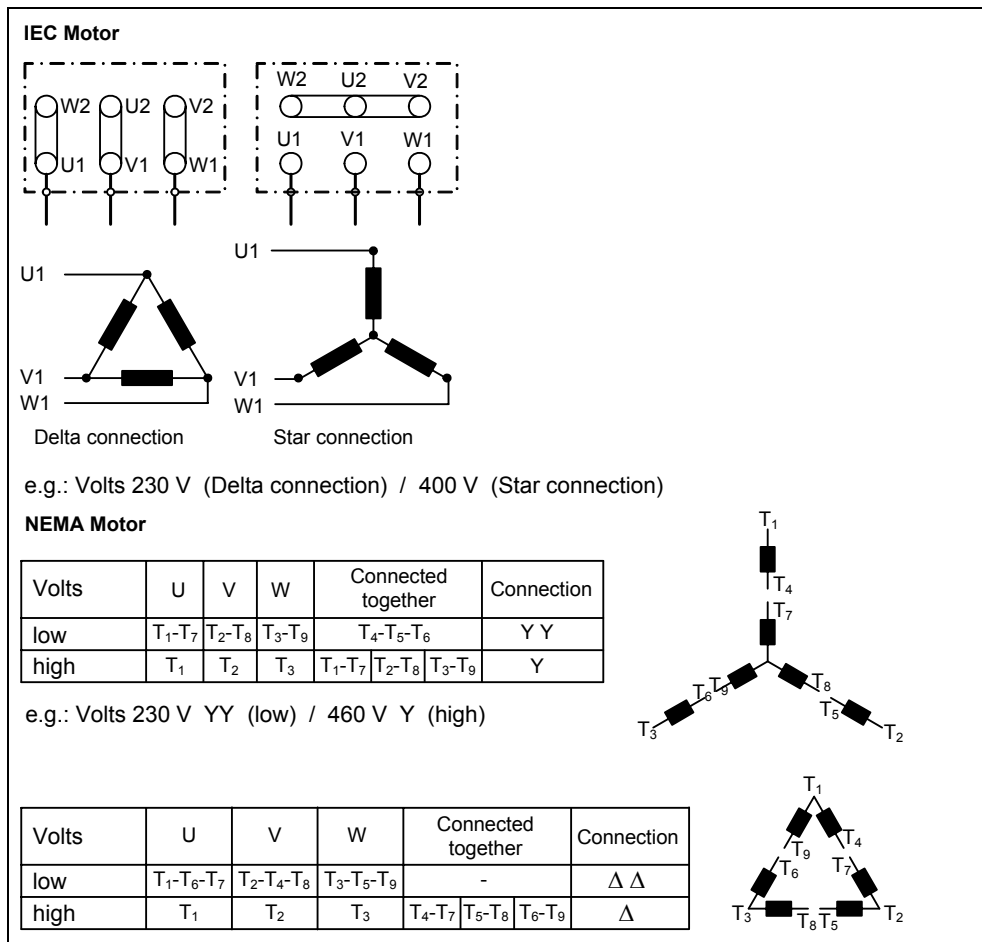 IEC Motor
W2 U2 V2
U1 V1 W1
W2 U2 V2
U1 V1 W1
U1
V1
W1
Delta connection
U1
V1
W1
Star connection
e.g.: Volts 230 V (Delta connection) / 400 V (Star connection)
NEMA Motor
Volts U V W Connected together Connection
low T1-T7 T2-T8 T3-T9 T4-T5-T6 Y Y
high T1 T2 T3 T1-T7 T2-T8 T3-T9 Y
e.g.: Volts 230 V YY (low) / 460 V Y (high)
T1
T4
T7
T9 T8
T6 T5
T3 T2
Volts U V W Connected together Connection
low T1-T6-T7 T2-T4-T8 T3-T5-T9 - Δ Δ
high T1 T2 T3 T4-T7 T5-T8 T6-T9 Δ
T1
T9 T4
T6 T7
T3 T8 T5 T2